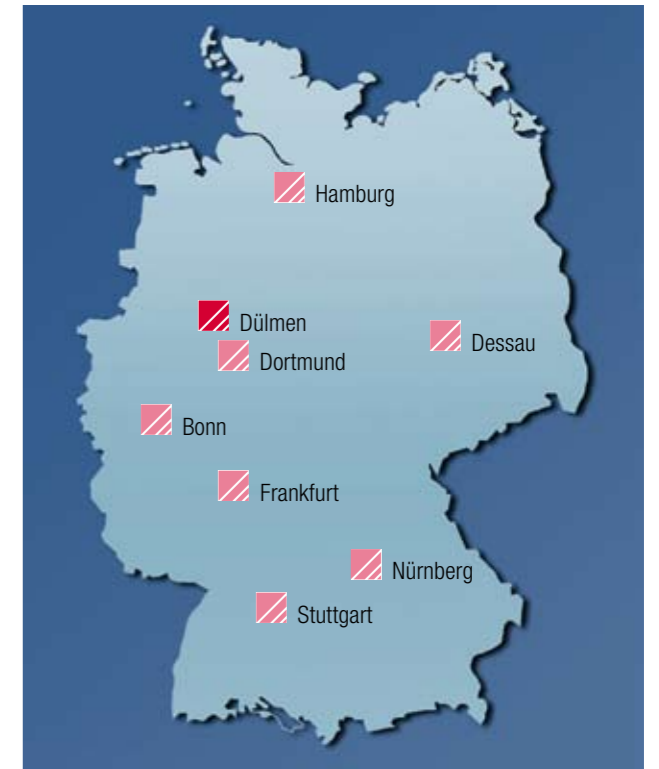 Hamburg
Dülmen
Dessau
Dortmund
Bonn
Frankfurt
Nürnberg
Stuttgart